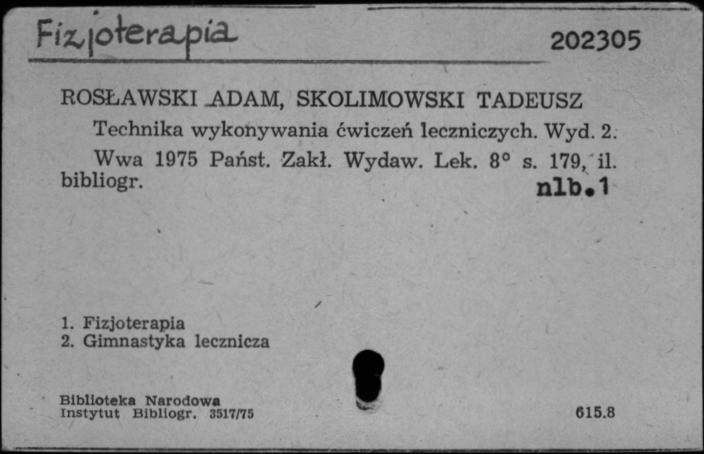 Fizjoterapia
202305
ROSŁAWSKI ADAM, SKOLIMOWSKI TADEUSZ
Technika wykonywania ćwiczeń leczniczych. Wyd. 2.
Wwa 1975 Państ. Zakł. Wydaw. Lek. 8° s. 179, il.
bibliogr.
nlb.1
1. Fizjoterapia
2. Gimnastyka lecznicza
Biblioteka Narodowa
Instytut Bibliogr. 3517/75
615.8